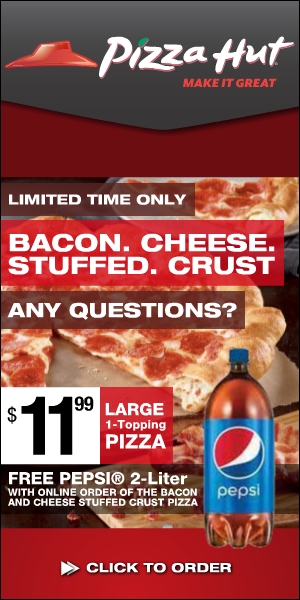 Pizza Hut
MAKE IT GREAT
LIMITED TIME ONLY
BACON. CHEESE.
STUFFED. CRUST
ANY QUESTIONS?
$11.99
LARGE
1-Topping
PIZZA
pepsi
FREE PEPSI® 2-Liter
WITH ONLINE ORDER OF THE BACON
AND CHEESE STUFFED CRUST PIZZA
CLICK TO ORDER